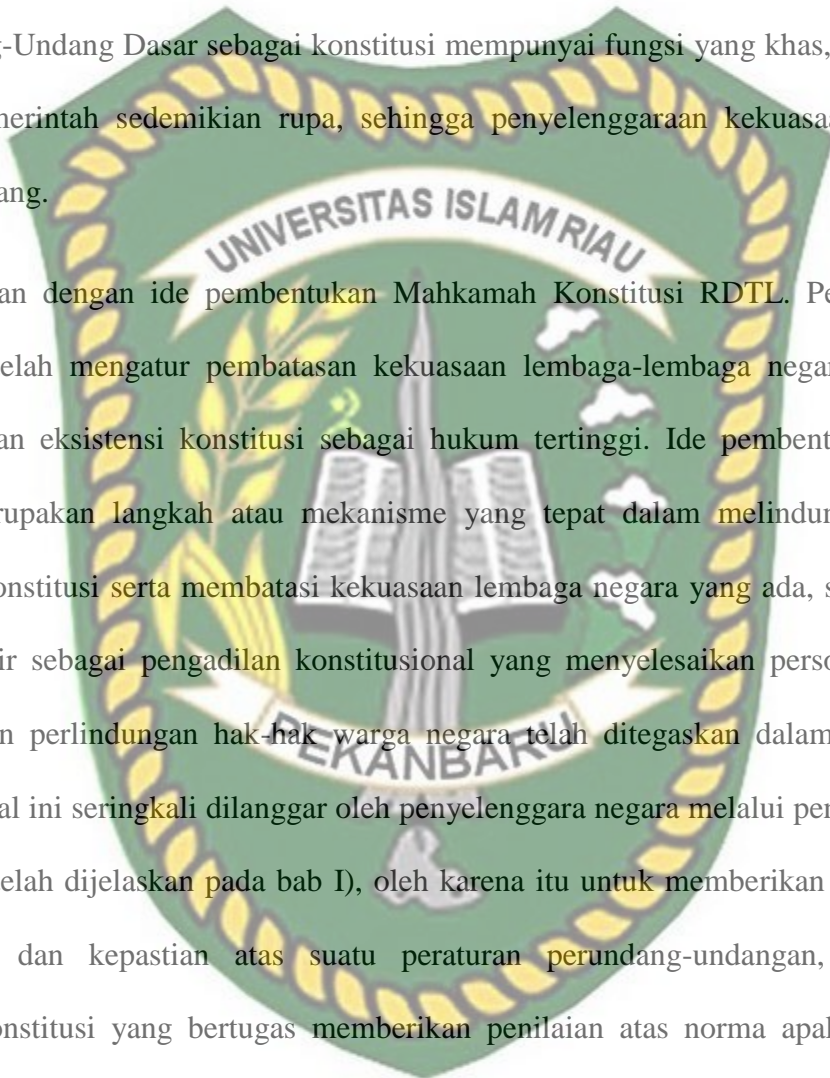 g-Undang Dasar sebagai konstitusi mempunyai fungsi yang khas,
merintah sedemikian rupa, sehingga penyelenggaraan kekuasaa
ang.
UNIVERSITAS ISLAM RIAU
an dengan ide pembentukan Mahkamah Konstitusi RDTL. Pe
elah mengatur pembatasan kekuasaan lembaga-lembaga negar
an eksistensi konstitusi sebagai hukum tertinggi. Ide pembent
rupakan langkah atau mekanisme yang tepat dalam melindun
onstitusi serta membatasi kekuasaan lembaga negara yang ada, s
ir sebagai pengadilan konstitusional yang menyelesaikan perso
n perlindungan hak-hak warga negara telah ditegaskan dalam
PEKANBARU
al ini seringkali dilanggar oleh penyelenggara negara melalui per
elah dijelaskan pada bab I), oleh karena itu untuk memberikan
dan kepastian atas suatu peraturan perundang-undangan,
onstitusi yang bertugas memberikan penilaian atas norma apal